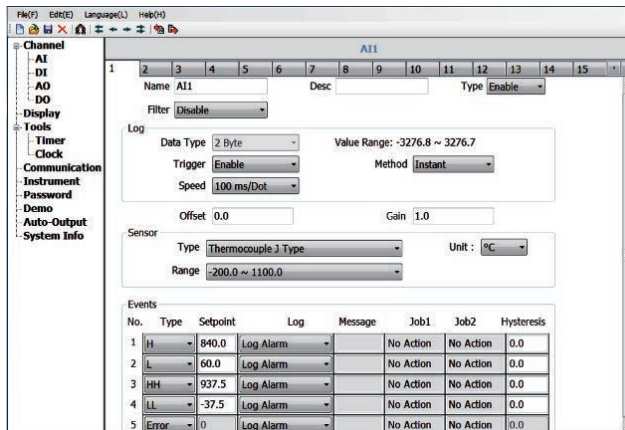 File(F) Edit(E) Language(L) Help(H)
Channel
AI
DI
AO
DO
Display
Tools
Timer
Clock
Communication
Instrument
Password
Demo
Auto-Output
System Info
AI1
1 2 3 4 5 6 7 8 9 10 11 12 13 14 15
Name AI1 Desc Type Enable
Filter Disable
Log
Data Type 2 Byte Value Range: -3276.8 ~ 3276.7
Trigger Enable Method Instant
Speed 100 ms/Dot
Offset 0.0 Gain 1.0
Sensor
Type Thermocouple J Type Unit : °C
Range -200.0 ~ 1100.0
Events
No. Type Setpoint Log Message Job1 Job2 Hysteresis
1 H 840.0 Log Alarm No Action No Action 0.0
2 L 60.0 Log Alarm No Action No Action 0.0
3 HH 937.5 Log Alarm No Action No Action 0.0
4 LL -37.5 Log Alarm No Action No Action 0.0
5 Error 0 Log Alarm No Action No Action 0.0